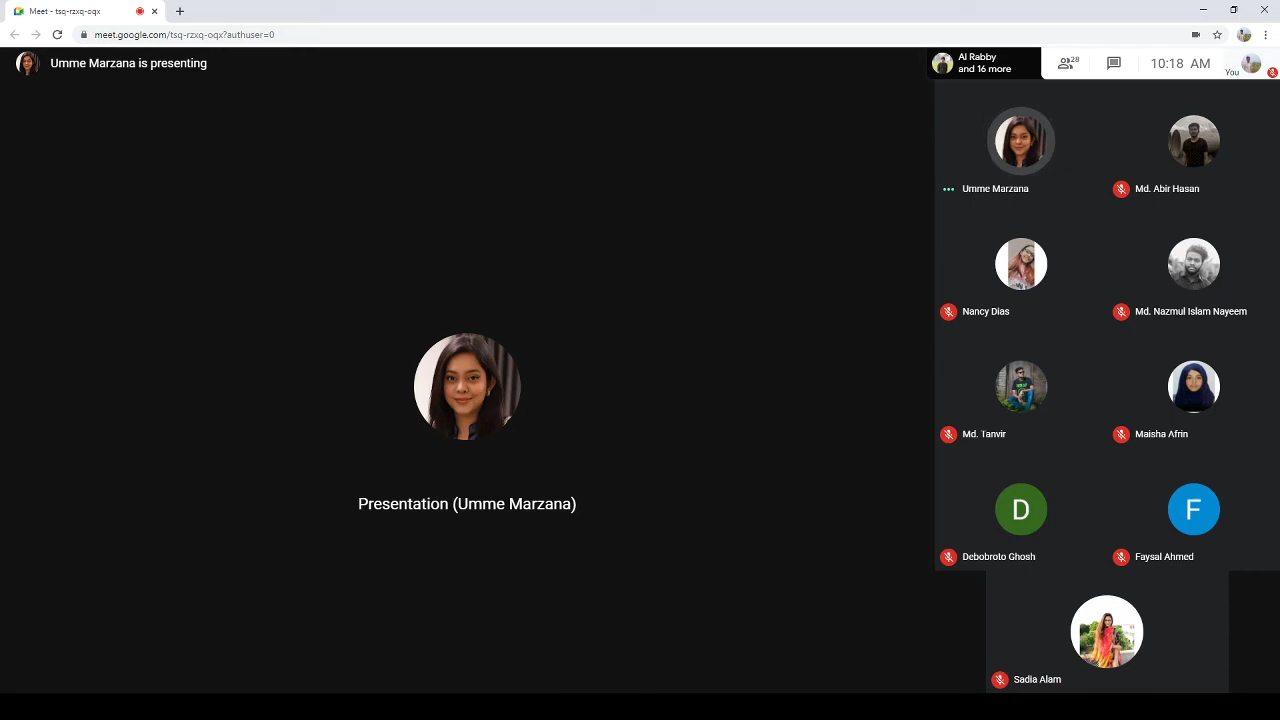 Meet - tsq-rzxq-oqx
meet.google.com/tsq-rzxq-oqx?authuser=0
Umme Marzana is presenting
Al Rabby
and 16 more
28
10:18 AM
You
Umme Marzana
Md. Abir Hasan
Nancy Dias
Md. Nazmul Islam Nayeem
Md. Tanvir
Maisha Afrin
Presentation (Umme Marzana)
D
F
Debobroto Ghosh
Faysal Ahmed
Sadia Alam